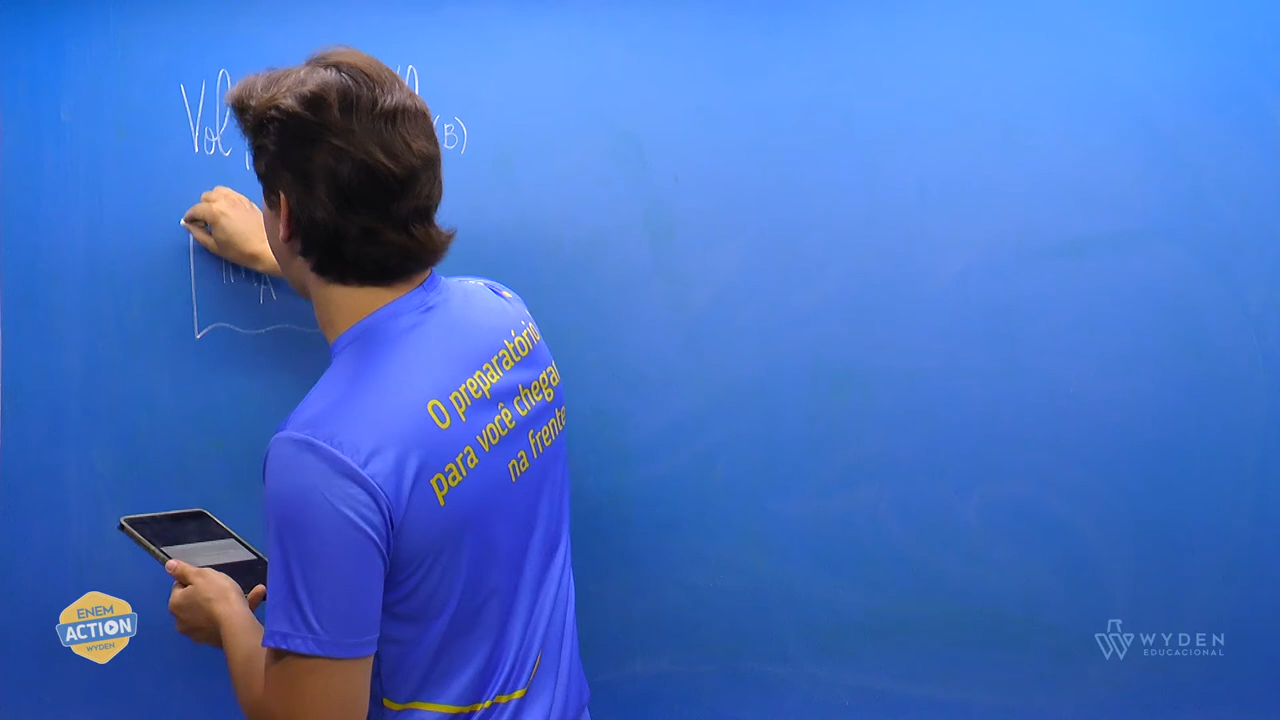 Vol
(B)
O preparatório
para você chegar
na frente
ENEM
ACTION
WYDEN
WYDEN
EDUCACIONAL